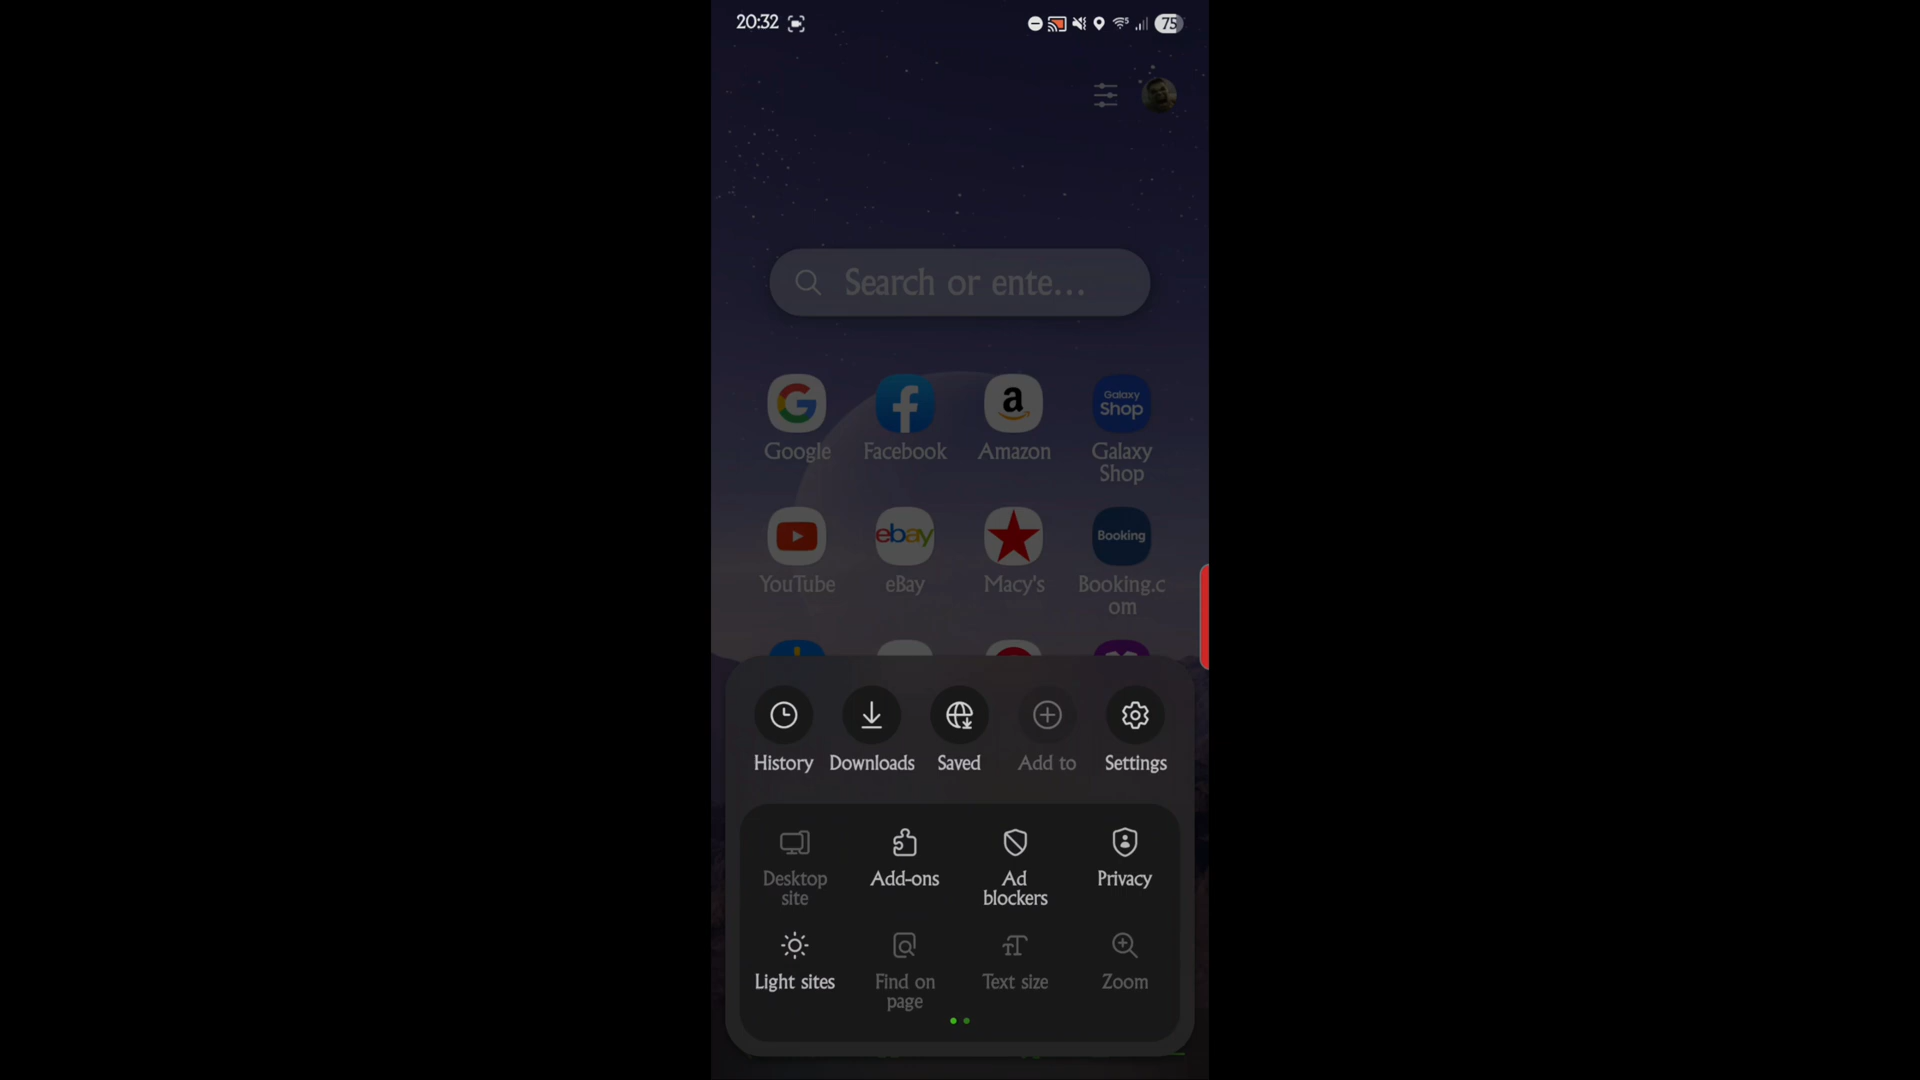 20:32
75
Search or ente...
Galaxy
Shop
Google
Facebook
Amazon
Galaxy
Shop
ebay
Booking
YouTube
eBay
Macy's
Booking.c
om
History
Downloads
Saved
Add to
Settings
Desktop
site
Add-ons
Ad
blockers
Privacy
Light sites
Find on
page
Text size
Zoom